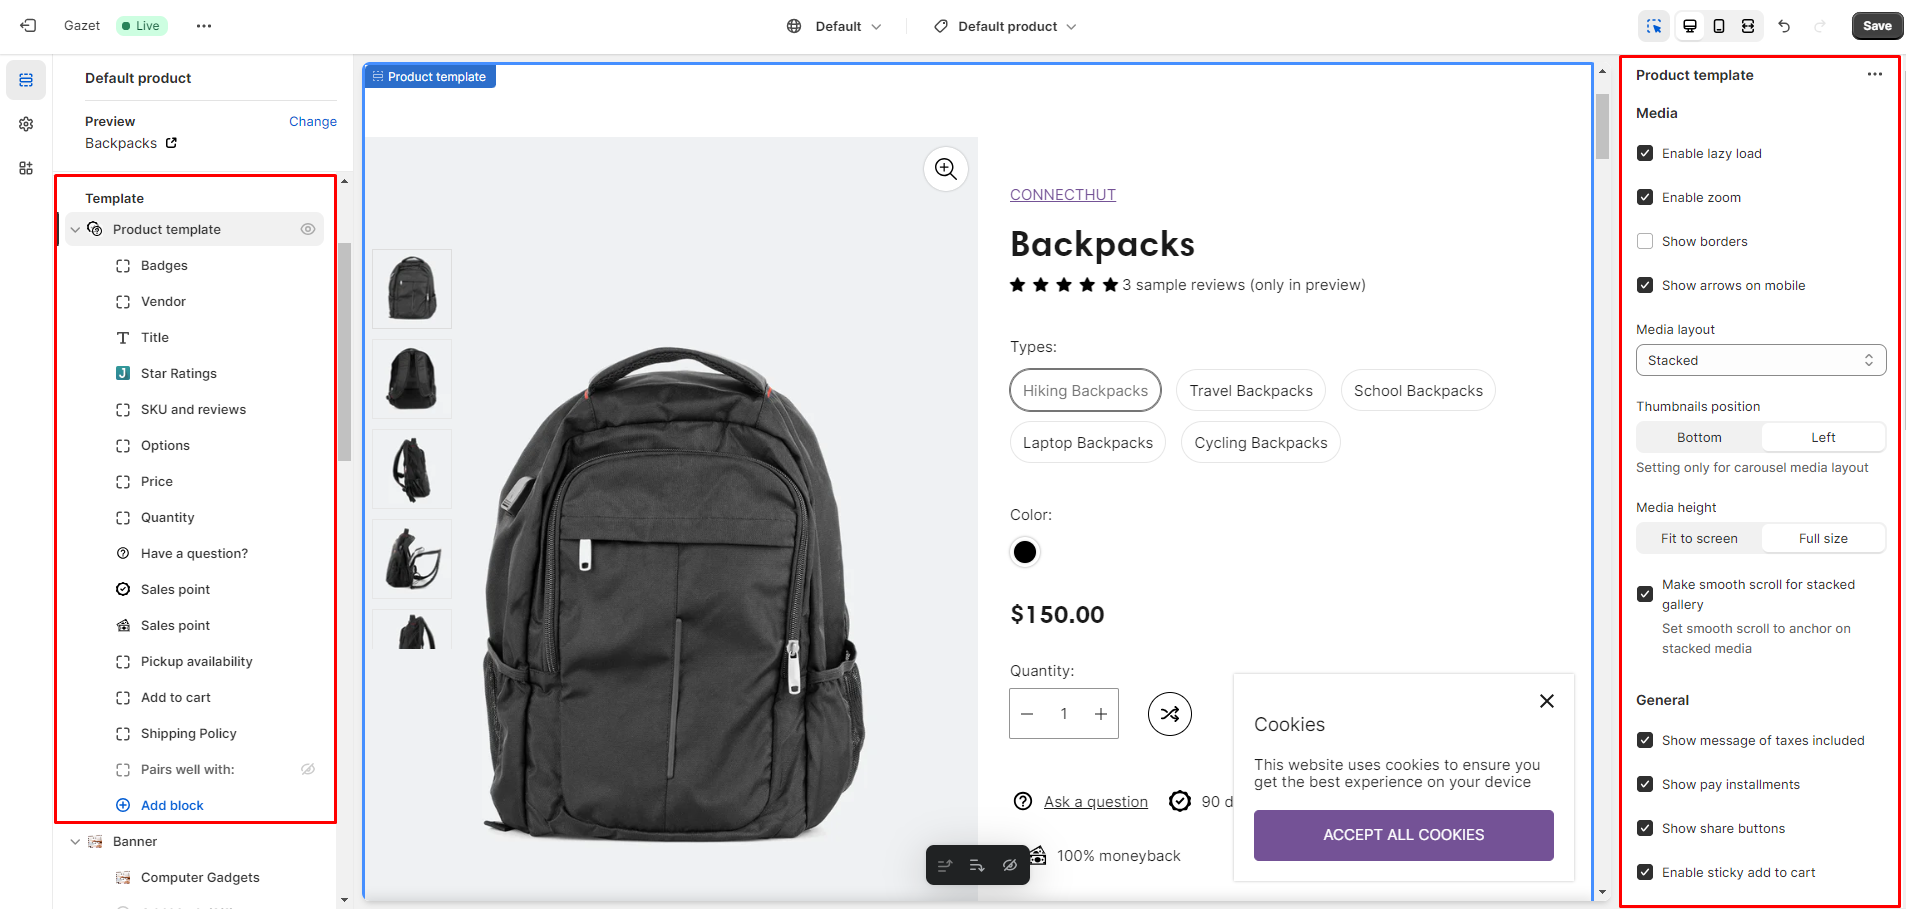 Gazet
Live
Default
Default product
Save
Default product
Preview
Change
Backpacks
Template
Product template
Badges
Vendor
Title
Star Ratings
SKU and reviews
Options
Price
Quantity
Have a question?
Sales point
Sales point
Pickup availability
Add to cart
Shipping Policy
Pairs well with:
Add block
Banner
Computer Gadgets
Product template
CONNECTHUT
Backpacks
3 sample reviews (only in preview)
Types:
Hiking Backpacks
Travel Backpacks
School Backpacks
Laptop Backpacks
Cycling Backpacks
Color:
$150.00
Quantity:
1
Ask a question
90 d
100% moneyback
Cookies
This website uses cookies to ensure you
get the best experience on your device
ACCEPT ALL COOKIES
Product template
Media
Enable lazy load
Enable zoom
Show borders
Show arrows on mobile
Media layout
Stacked
Thumbnails position
Bottom
Left
Setting only for carousel media layout
Media height
Fit to screen
Full size
Make smooth scroll for stacked
gallery
Set smooth scroll to anchor on
stacked media
General
Show message of taxes included
Show pay installments
Show share buttons
Enable sticky add to cart